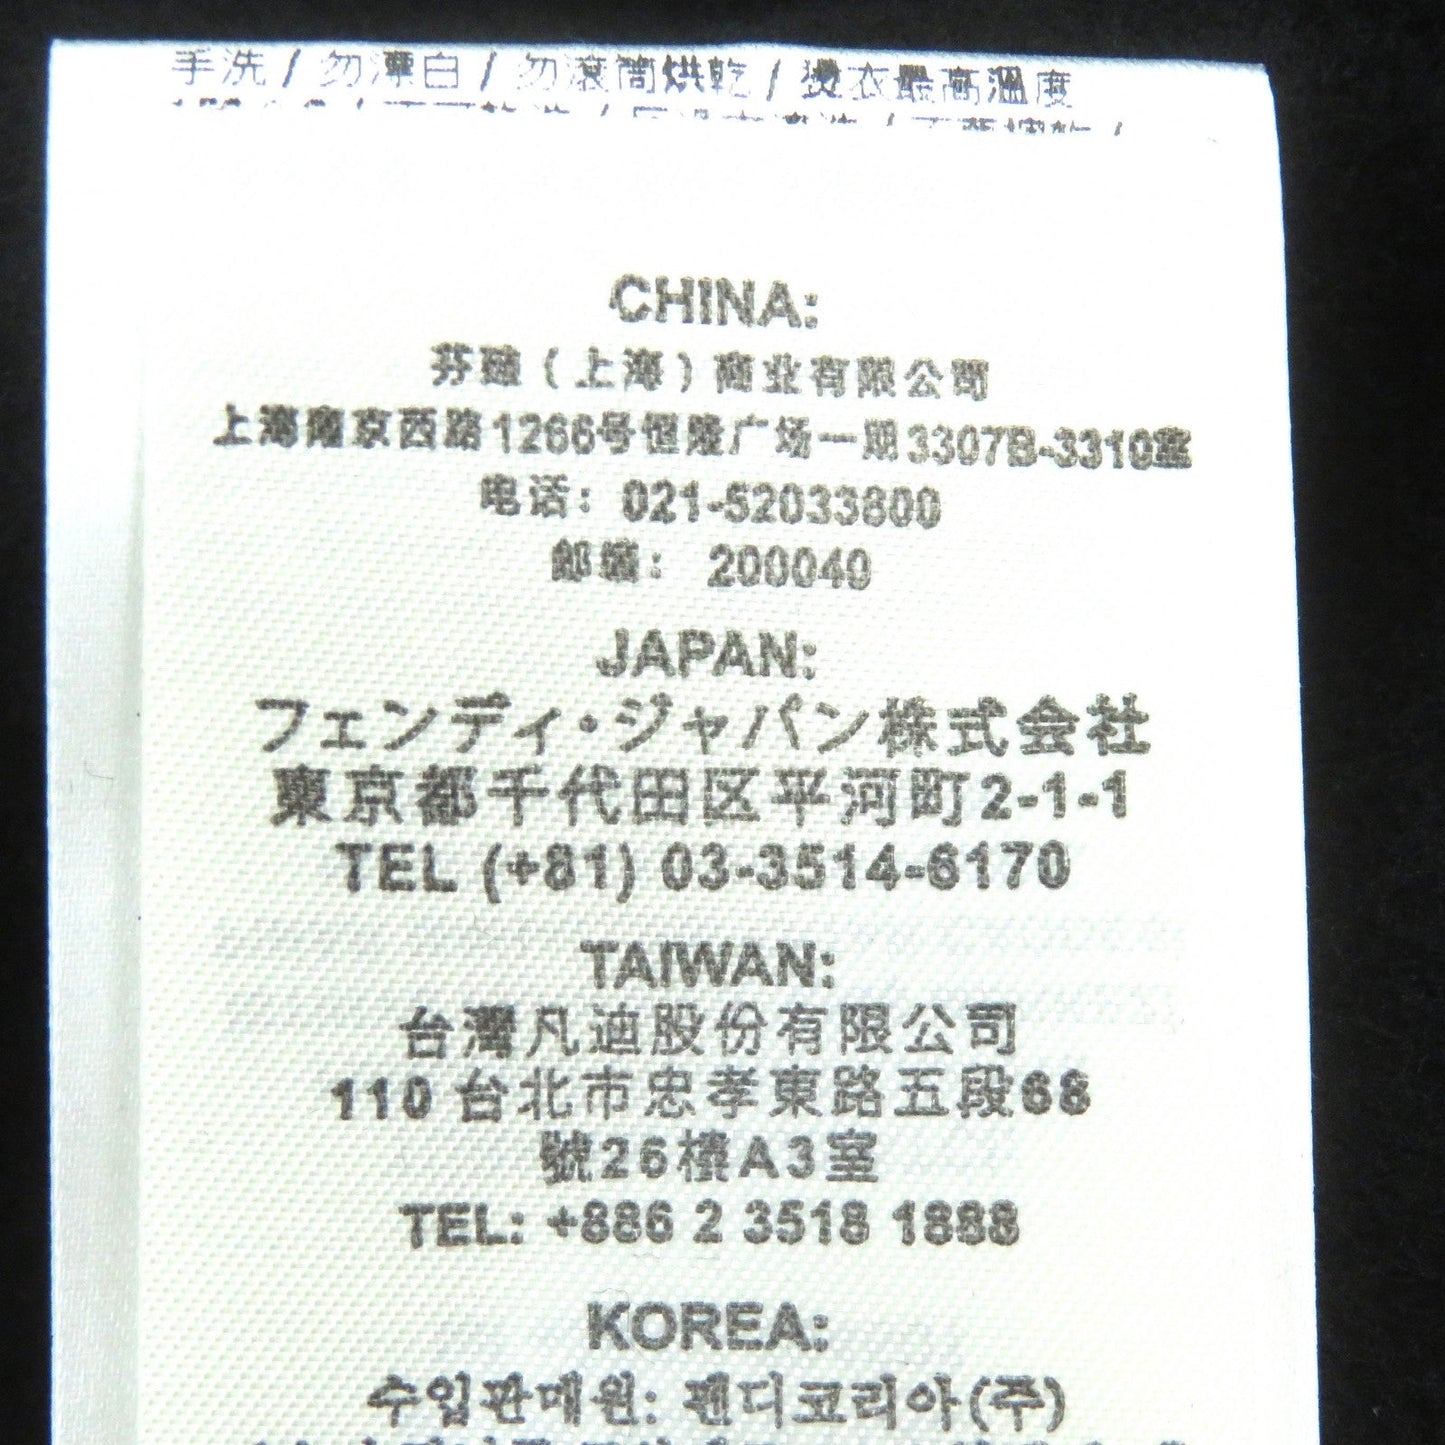 手洗 / 勿漂白 / 勿滾筒烘乾 / 燙衣最高溫度
CHINA:
芬迪（上海）商业有限公司
上海南京西路1266号恒隆广场一期3307B-3310室
电话： 021-52033800
邮编： 200040
JAPAN:
フェンディ・ジャパン株式会社
東京都千代田区平河町2-1-1
TEL (+81) 03-3514-6170
TAIWAN:
台灣凡迪股份有限公司
110 台北市忠孝東路五段68
號26樓A3室
TEL: +886 2 3518 1888
KOREA:
수입판매원: 펜디코리아(주)